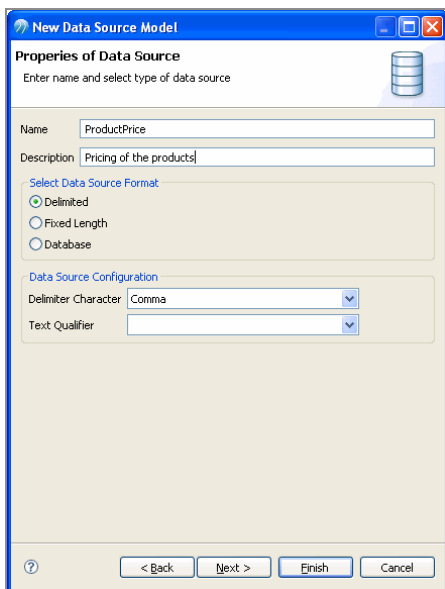 New Data Source Model
Properies of Data Source
Enter name and select type of data source
Name ProductPrice
Description Pricing of the products
Select Data Source Format
Delimited
Fixed Length
Database
Data Source Configuration
Delimiter Character Comma
Text Qualifier
? < Back Next > Finish Cancel